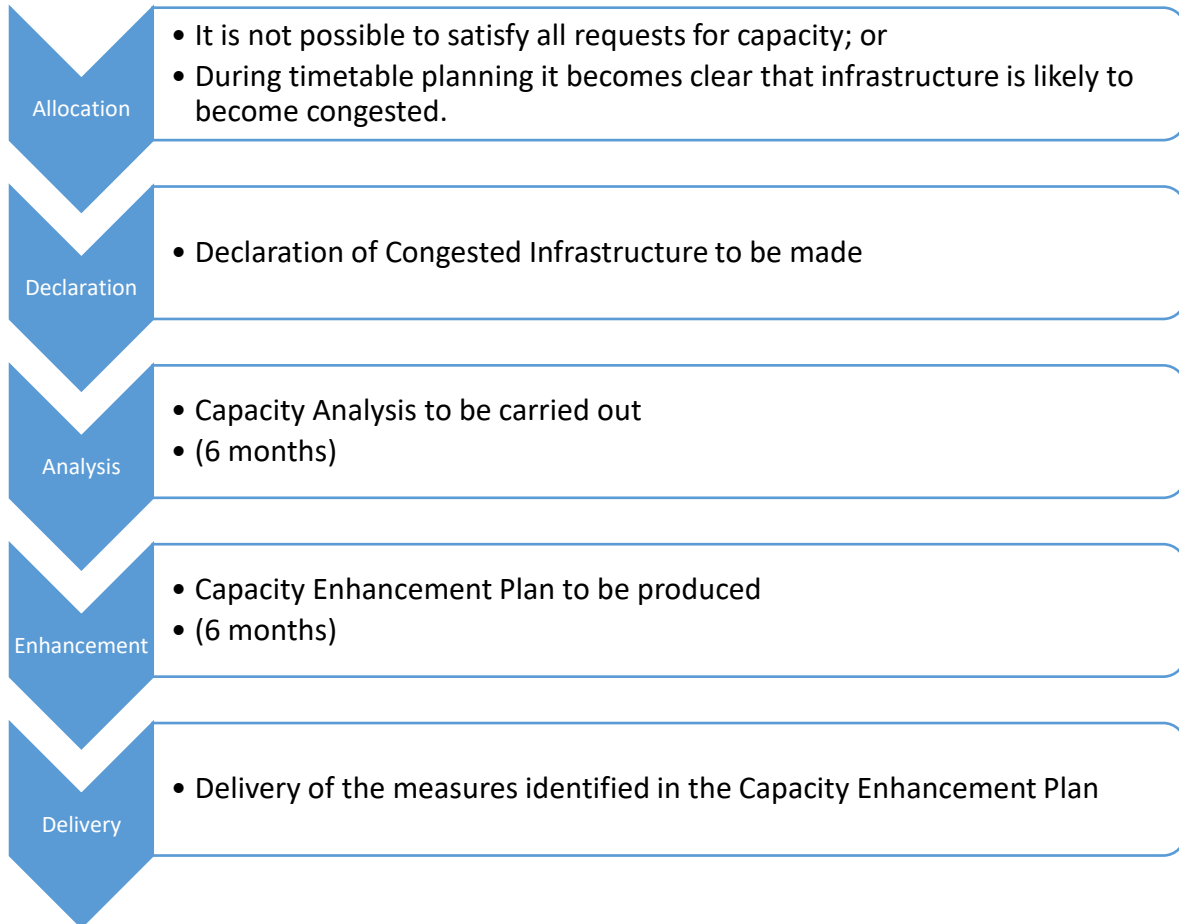 Allocation
• It is not possible to satisfy all requests for capacity; or
• During timetable planning it becomes clear that infrastructure is likely to
become congested.
Declaration
• Declaration of Congested Infrastructure to be made
Analysis
• Capacity Analysis to be carried out
• (6 months)
Enhancement
• Capacity Enhancement Plan to be produced
• (6 months)
Delivery
• Delivery of the measures identified in the Capacity Enhancement Plan